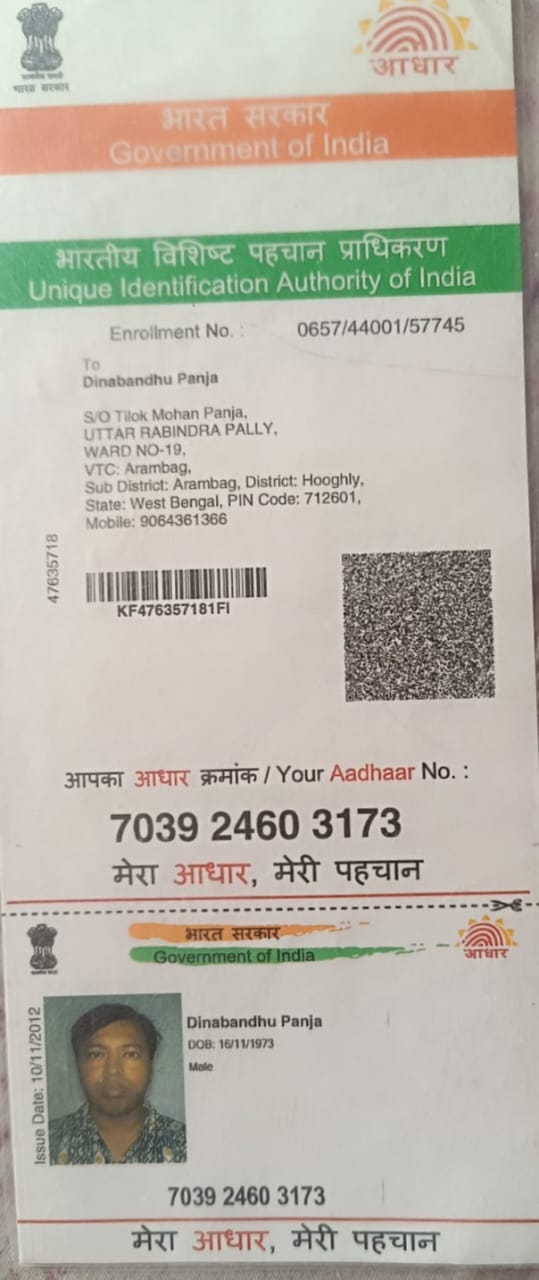 भारत सरकार
आधार
भारत सरकार
Government of India
भारतीय विशिष्ट पहचान प्राधिकरण
Unique Identification Authority of India
Enrollment No. : 0657/44001/57745
To
Dinabandhu Panja
S/O Tilok Mohan Panja,
UTTAR RABINDRA PALLY,
WARD NO-19,
VTC: Arambag,
Sub District: Arambag, District: Hooghly,
State: West Bengal, PIN Code: 712601,
Mobile: 9064361366
47635718
KF476357181FI
आपका आधार क्रमांक / Your Aadhaar No. :
7039 2460 3173
मेरा आधार, मेरी पहचान
भारत सरकार
Government of India
आधार
Issue Date: 10/11/2012
Dinabandhu Panja
DOB: 16/11/1973
Male
7039 2460 3173
मेरा आधार, मेरी पहचान